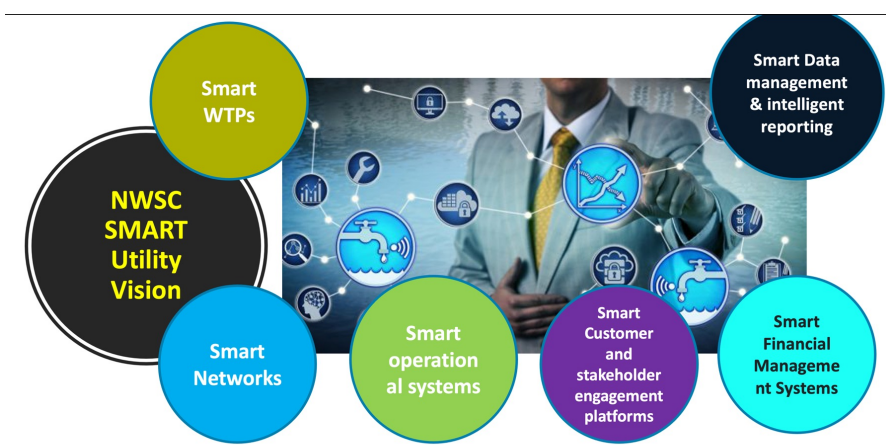 Smart
WTPs
Smart Data
management
& intelligent
reporting
NWSC
SMART
Utility
Vision
Smart
Networks
Smart
operation
al systems
Smart
Customer
and
stakeholder
engagement
platforms
Smart
Financial
Manageme
nt Systems